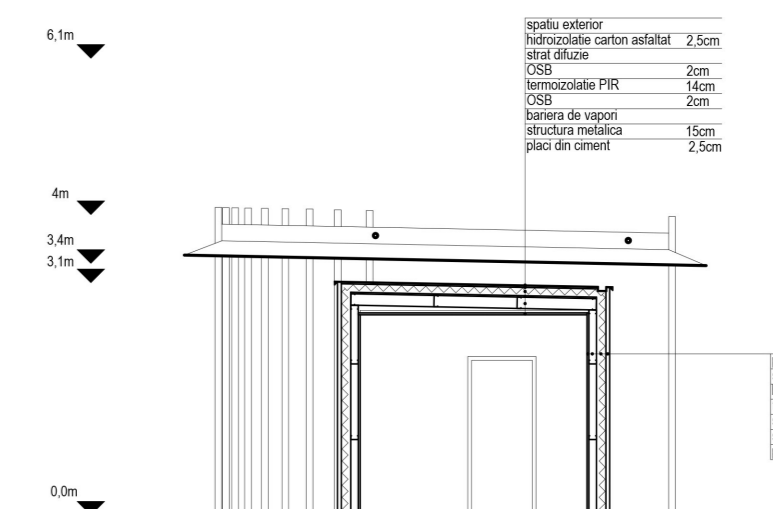 6,1m
spatiu exterior
hidroizolatie carton asfaltat 2,5cm
strat difuzie
OSB 2cm
termoizolatie PIR 14cm
OSB 2cm
bariera de vapori
structura metalica 15cm
placi din ciment 2,5cm
4m
3,4m
3,1m
0,0m